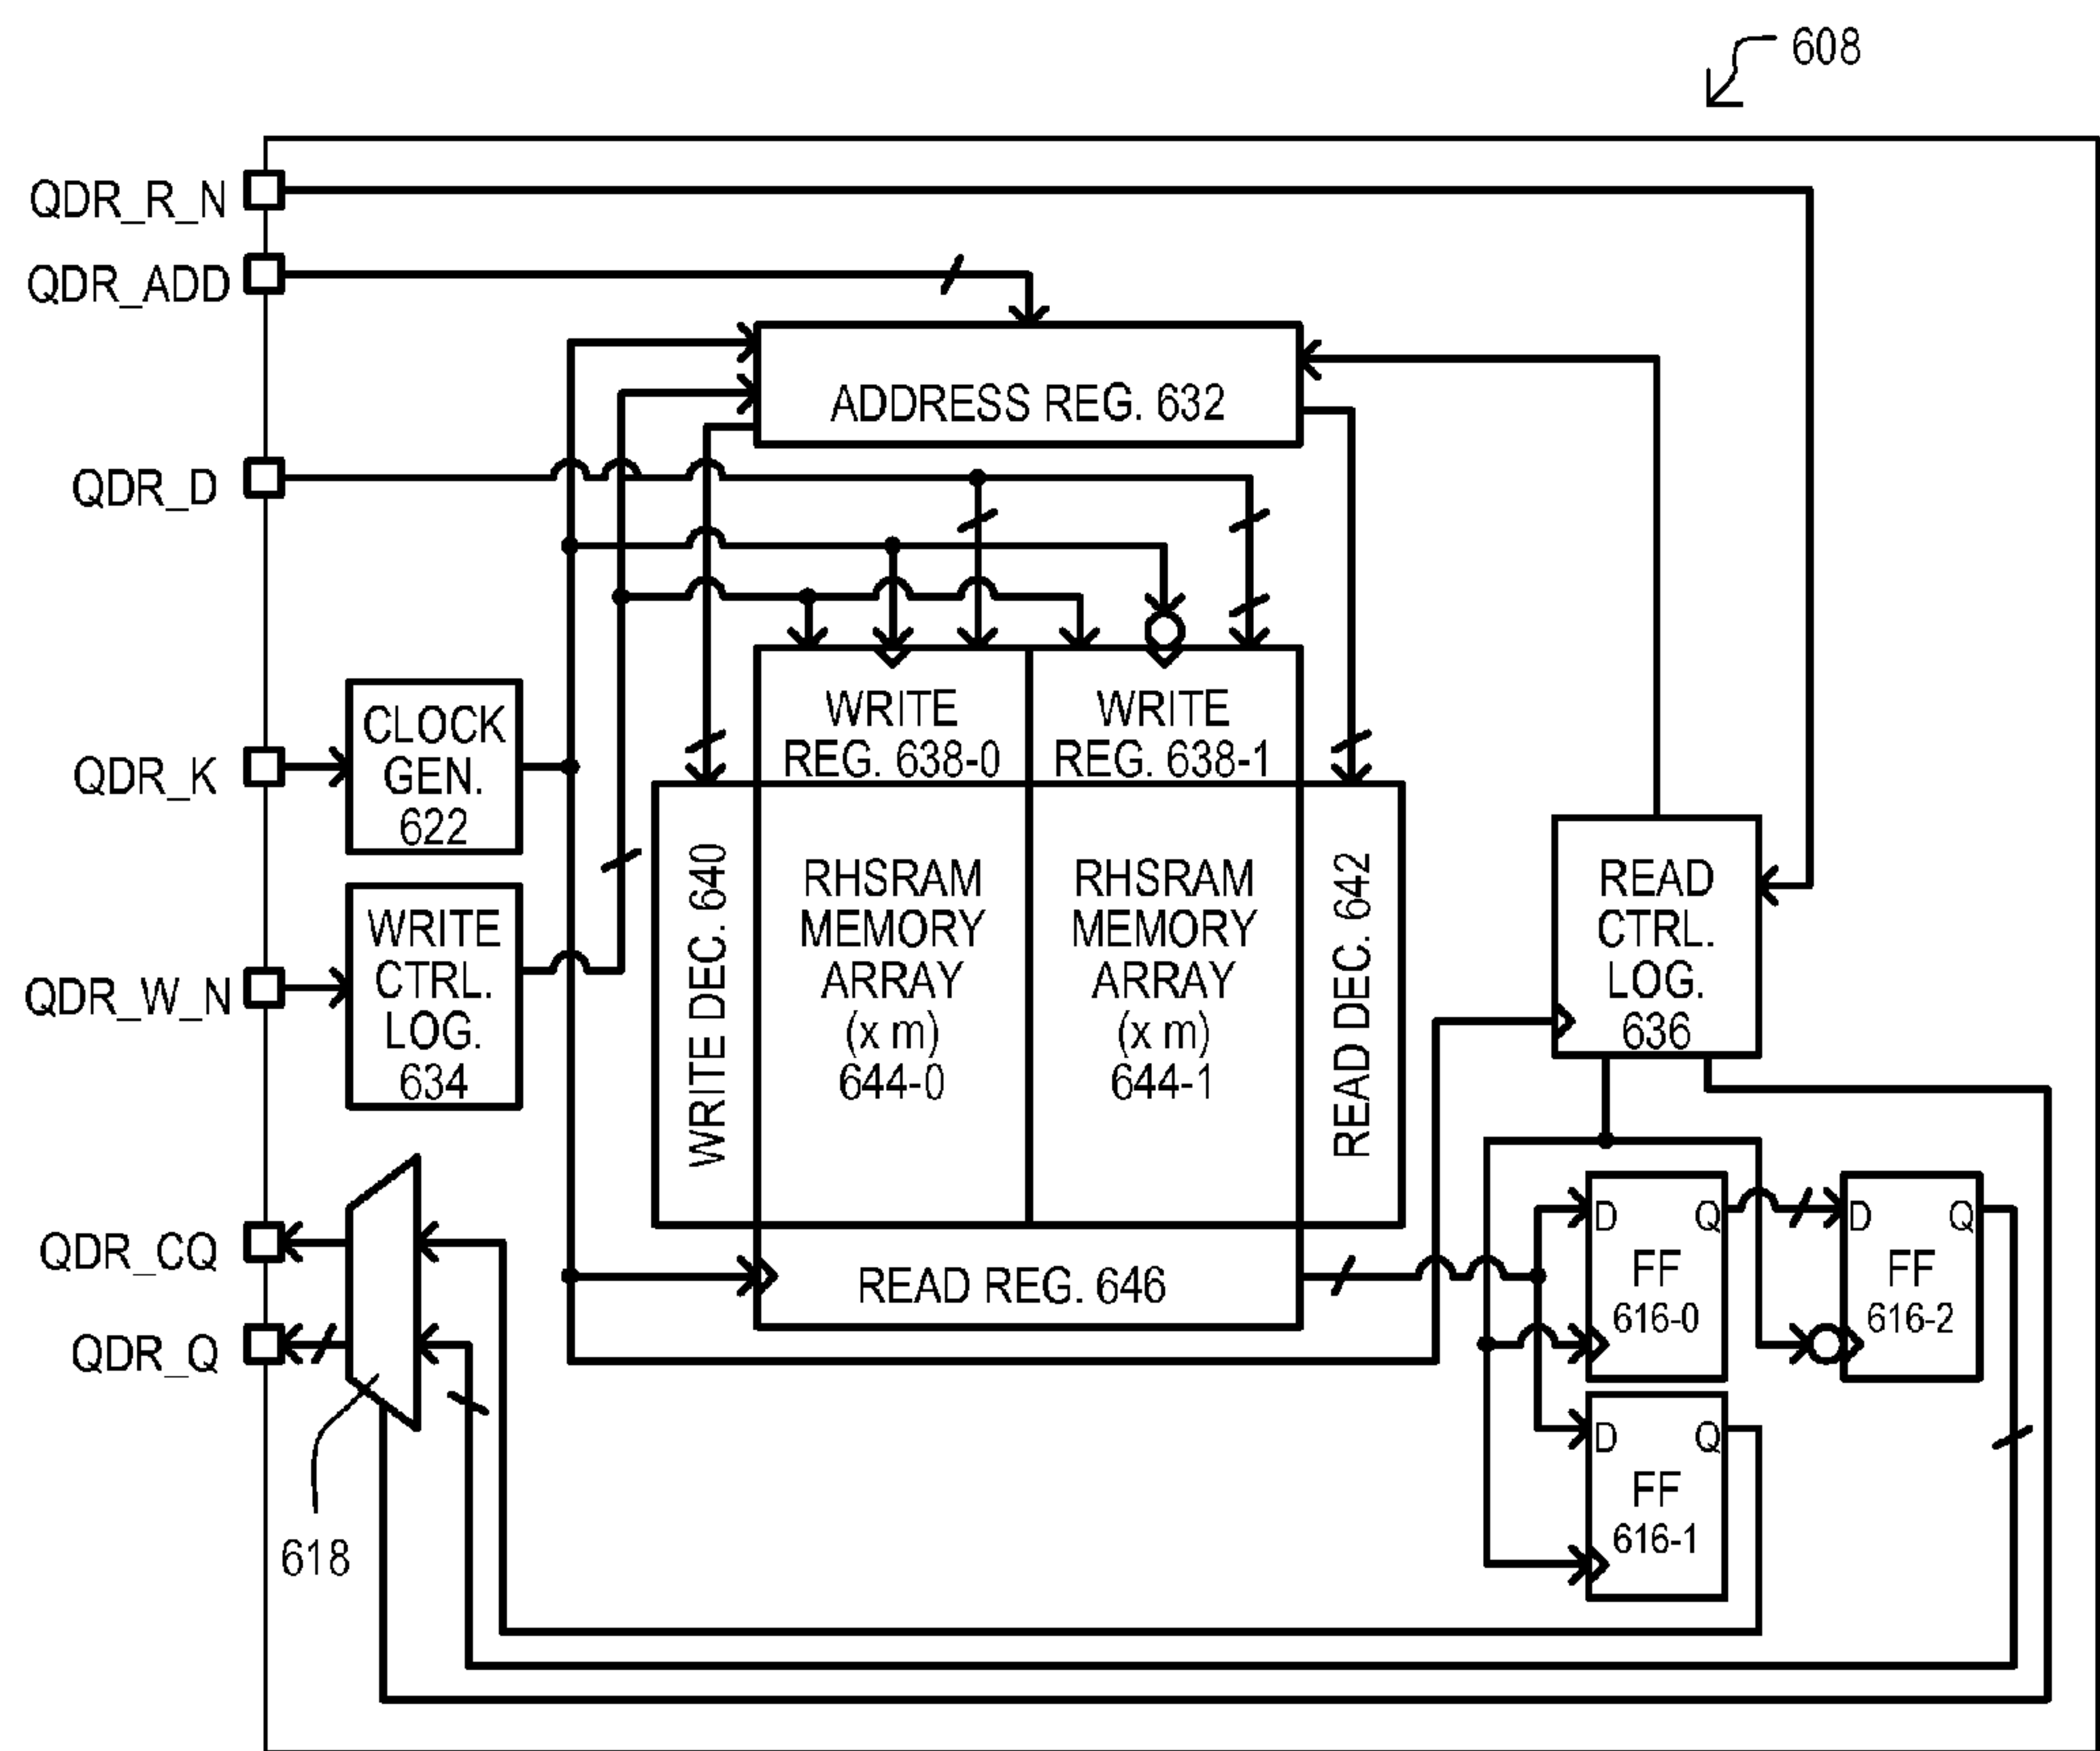 608
QDR_R_N
QDR_ADD
ADDRESS REG. 632
QDR_D
WRITE
REG. 638-0
WRITE
REG. 638-1
QDR_K
CLOCK
GEN.
622
QDR_W_N
WRITE
CTRL.
LOG.
634
WRITE DEC. 640
RHSRAM
MEMORY
ARRAY
(x m)
644-0
RHSRAM
MEMORY
ARRAY
(x m)
644-1
READ DEC. 642
READ
CTRL.
LOG.
636
QDR_CQ
QDR_Q
618
READ REG. 646
D
Q
FF
616-0
D
Q
FF
616-2
D
Q
FF
616-1